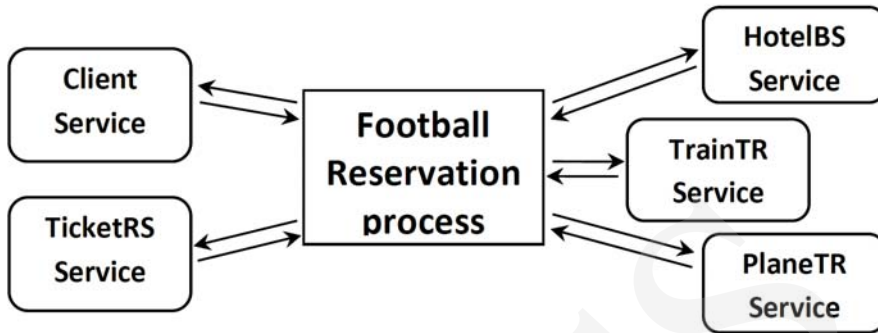 Client
Service
TicketRS
Service
Football
Reservation
process
HotelBS
Service
TrainTR
Service
PlaneTR
Service